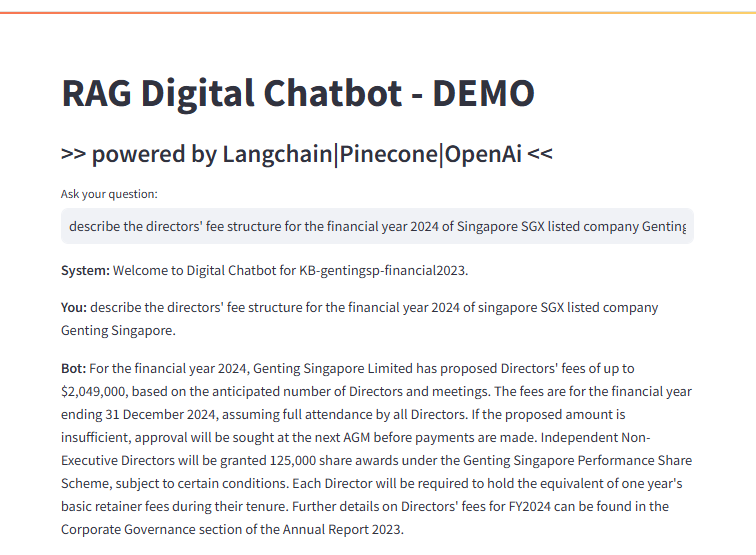 RAG Digital Chatbot - DEMO
>> powered by Langchain|Pinecone|OpenAi <<
Ask your question:
describe the directors' fee structure for the financial year 2024 of Singapore SGX listed company Genting
System: Welcome to Digital Chatbot for KB-gentingsp-financial2023.
You: describe the directors' fee structure for the financial year 2024 of singapore SGX listed company
Genting Singapore.
Bot: For the financial year 2024, Genting Singapore Limited has proposed Directors' fees of up to
$2,049,000, based on the anticipated number of Directors and meetings. The fees are for the financial year
ending 31 December 2024, assuming full attendance by all Directors. If the proposed amount is
insufficient, approval will be sought at the next AGM before payments are made. Independent Non-
Executive Directors will be granted 125,000 share awards under the Genting Singapore Performance Share
Scheme, subject to certain conditions. Each Director will be required to hold the equivalent of one year's
basic retainer fees during their tenure. Further details on Directors' fees for FY2024 can be found in the
Corporate Governance section of the Annual Report 2023.